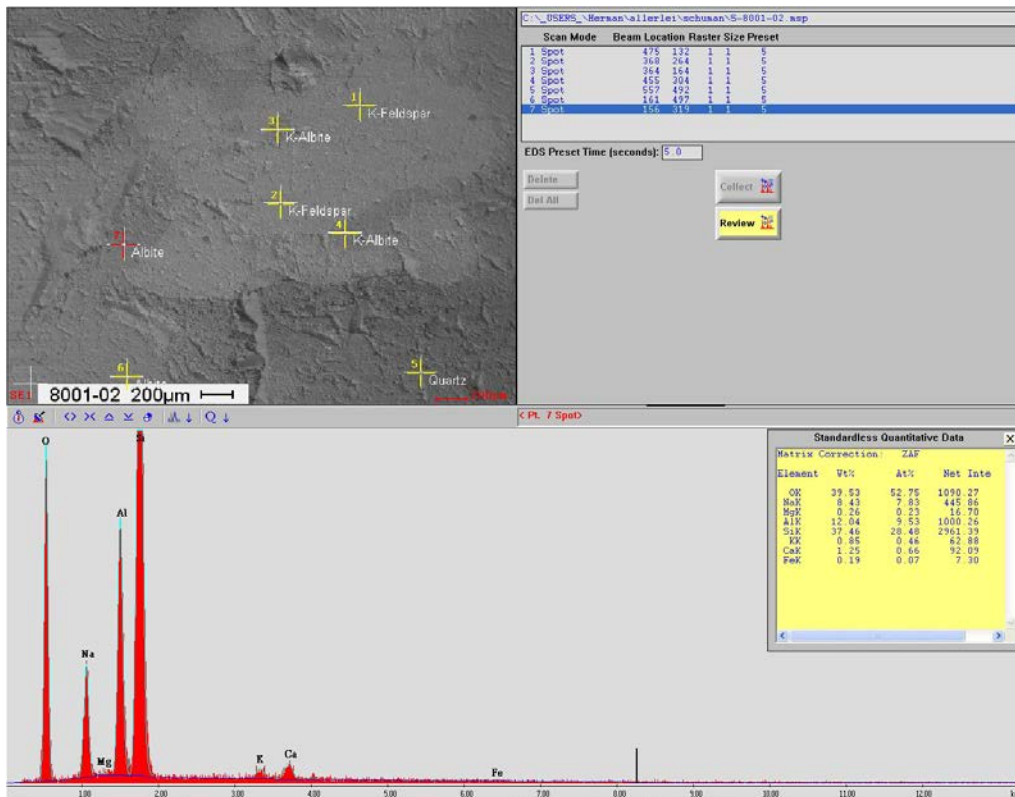 C:\_USERS_\Herman\allerlei\schuman\S-8001-02.msp
Scan Mode Beam Location Raster Size Preset
1 Spot 475 132 1 1 5
2 Spot 368 264 1 1 5
3 Spot 364 164 1 1 5
4 Spot 455 304 1 1 5
5 Spot 557 492 1 1 5
6 Spot 161 497 1 1 5
7 Spot 156 319 1 1 5
EDS Preset Time (seconds): 5.0
Delete
Del All
Collect
Review
1
K-Feldspar
3
K-Albite
2
K-Feldspar
4
K-Albite
7
Albite
6
Albite
5
Quartz
SE1
8001-02 200µm
< Pt. 7 Spot>
Standardless Quantitative Data
Matrix Correction: ZAF
Element Wt% At% Net Inte
OK 39.53 52.75 1090.27
NaK 8.43 7.83 445.86
MgK 0.26 0.23 16.70
AlK 12.04 9.53 1000.26
SiK 37.46 28.48 2961.39
KK 0.85 0.46 62.88
CaK 1.25 0.66 92.09
FeK 0.19 0.07 7.30
O
Na
Mg
Al
Si
K
Ca
Fe
1.00 2.00 3.00 4.00 5.00 6.00 7.00 8.00 9.00 10.00 11.00 12.00